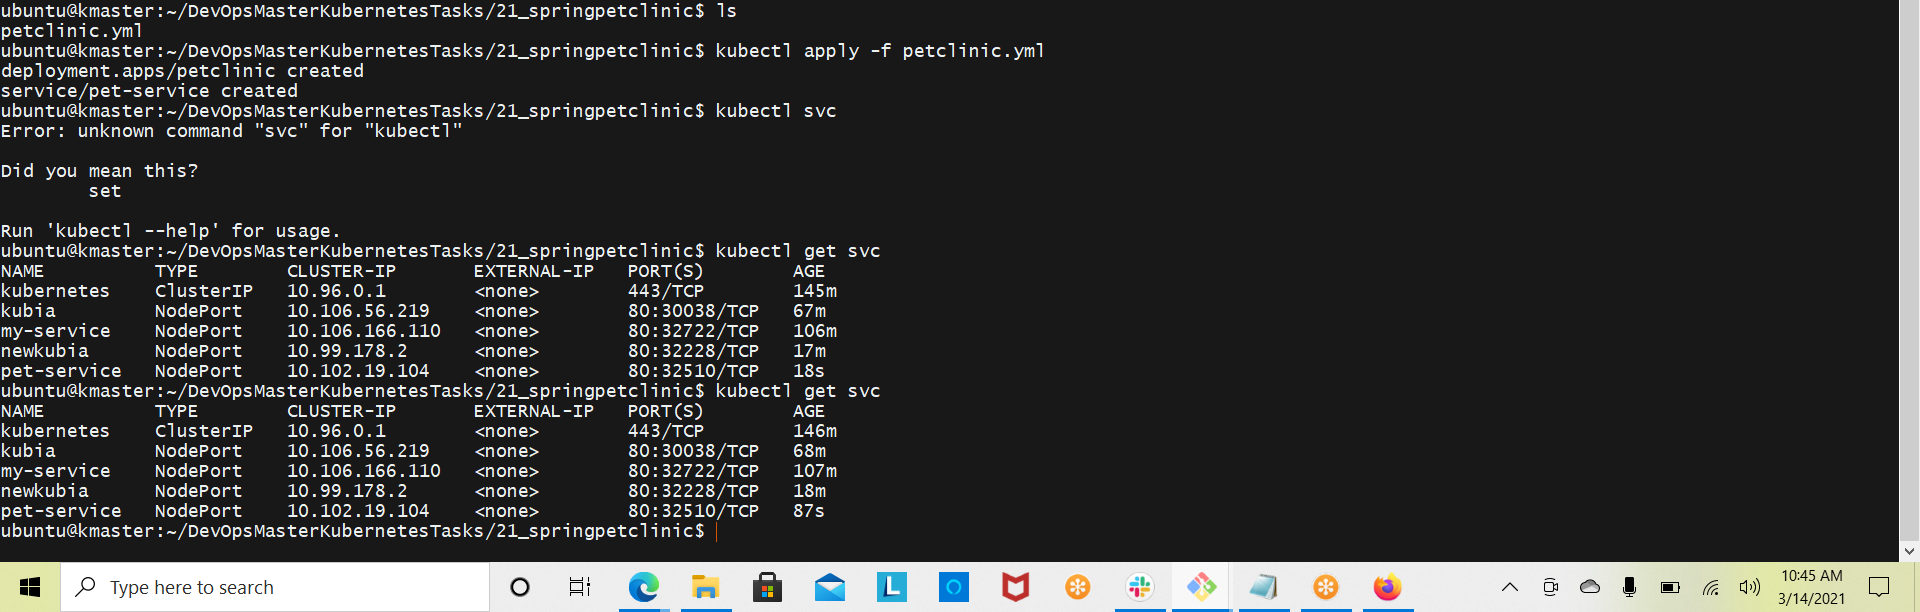 ubuntu@kmaster:~/DevOpsMasterKubernetesTasks/21_springpetclinic$ ls
petclinic.yml
ubuntu@kmaster:~/DevOpsMasterKubernetesTasks/21_springpetclinic$ kubectl apply -f petclinic.yml
deployment.apps/petclinic created
service/pet-service created
ubuntu@kmaster:~/DevOpsMasterKubernetesTasks/21_springpetclinic$ kubectl svc
Error: unknown command "svc" for "kubectl"
Did you mean this?
set
Run 'kubectl --help' for usage.
ubuntu@kmaster:~/DevOpsMasterKubernetesTasks/21_springpetclinic$ kubectl get svc
NAME TYPE CLUSTER-IP EXTERNAL-IP PORT(S) AGE
kubernetes ClusterIP 10.96.0.1 <none> 443/TCP 145m
kubia NodePort 10.106.56.219 <none> 80:30038/TCP 67m
my-service NodePort 10.106.166.110 <none> 80:32722/TCP 106m
newkubia NodePort 10.99.178.2 <none> 80:32228/TCP 17m
pet-service NodePort 10.102.19.104 <none> 80:32510/TCP 18s
ubuntu@kmaster:~/DevOpsMasterKubernetesTasks/21_springpetclinic$ kubectl get svc
NAME TYPE CLUSTER-IP EXTERNAL-IP PORT(S) AGE
kubernetes ClusterIP 10.96.0.1 <none> 443/TCP 146m
kubia NodePort 10.106.56.219 <none> 80:30038/TCP 68m
my-service NodePort 10.106.166.110 <none> 80:32722/TCP 107m
newkubia NodePort 10.99.178.2 <none> 80:32228/TCP 18m
pet-service NodePort 10.102.19.104 <none> 80:32510/TCP 87s
ubuntu@kmaster:~/DevOpsMasterKubernetesTasks/21_springpetclinic$
Type here to search
L
10:45 AM
3/14/2021